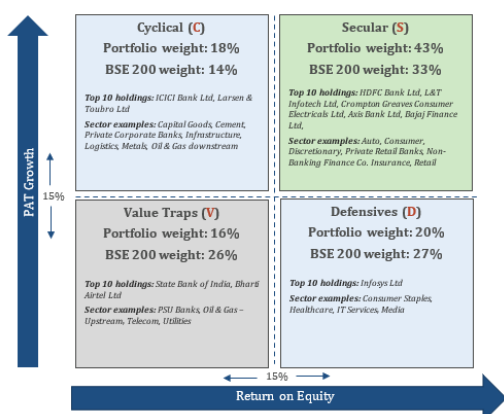 Cyclical (C)
Portfolio weight: 18%
BSE 200 weight: 14%
Top 10 holdings: ICICI Bank Ltd, Larsen &
Toubro Ltd
Sector examples: Capital Goods, Cement,
Private Corporate Banks, Infrastructure,
Logistics, Metals, Oil & Gas downstream
Secular (S)
Portfolio weight: 43%
BSE 200 weight: 33%
Top 10 holdings: HDFC Bank Ltd, L&T
Infotech Ltd, Crompton Greaves Consumer
Electricals Ltd, Axis Bank Ltd, Bajaj Finance
Ltd,
Sector examples: Auto, Consumer,
Discretionary, Private Retail Banks, Non-
Banking Finance Co. Insurance, Retail
PAT Growth
15%
Value Traps (V)
Portfolio weight: 16%
BSE 200 weight: 26%
Top 10 holdings: State Bank of India, Bharti
Airtel Ltd
Sector examples: PSU Banks, Oil & Gas –
Upstream, Telecom, Utilities
Defensives (D)
Portfolio weight: 20%
BSE 200 weight: 27%
Top 10 holdings: Infosys Ltd
Sector examples: Consumer Staples,
Healthcare, IT Services, Media
15%
Return on Equity